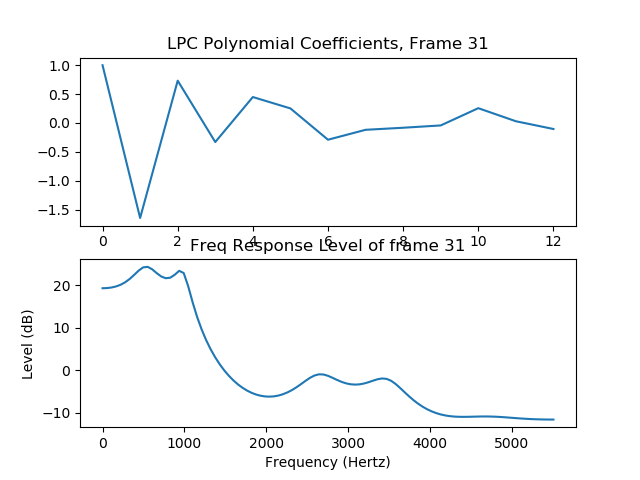 LPC Polynomial Coefficients, Frame 31
1.0
0.5
0.0
−0.5
−1.0
−1.5
0 2 4 6 8 10 12
Freq Response Level of frame 31
20
10
0
−10
Level (dB)
0 1000 2000 3000 4000 5000
Frequency (Hertz)